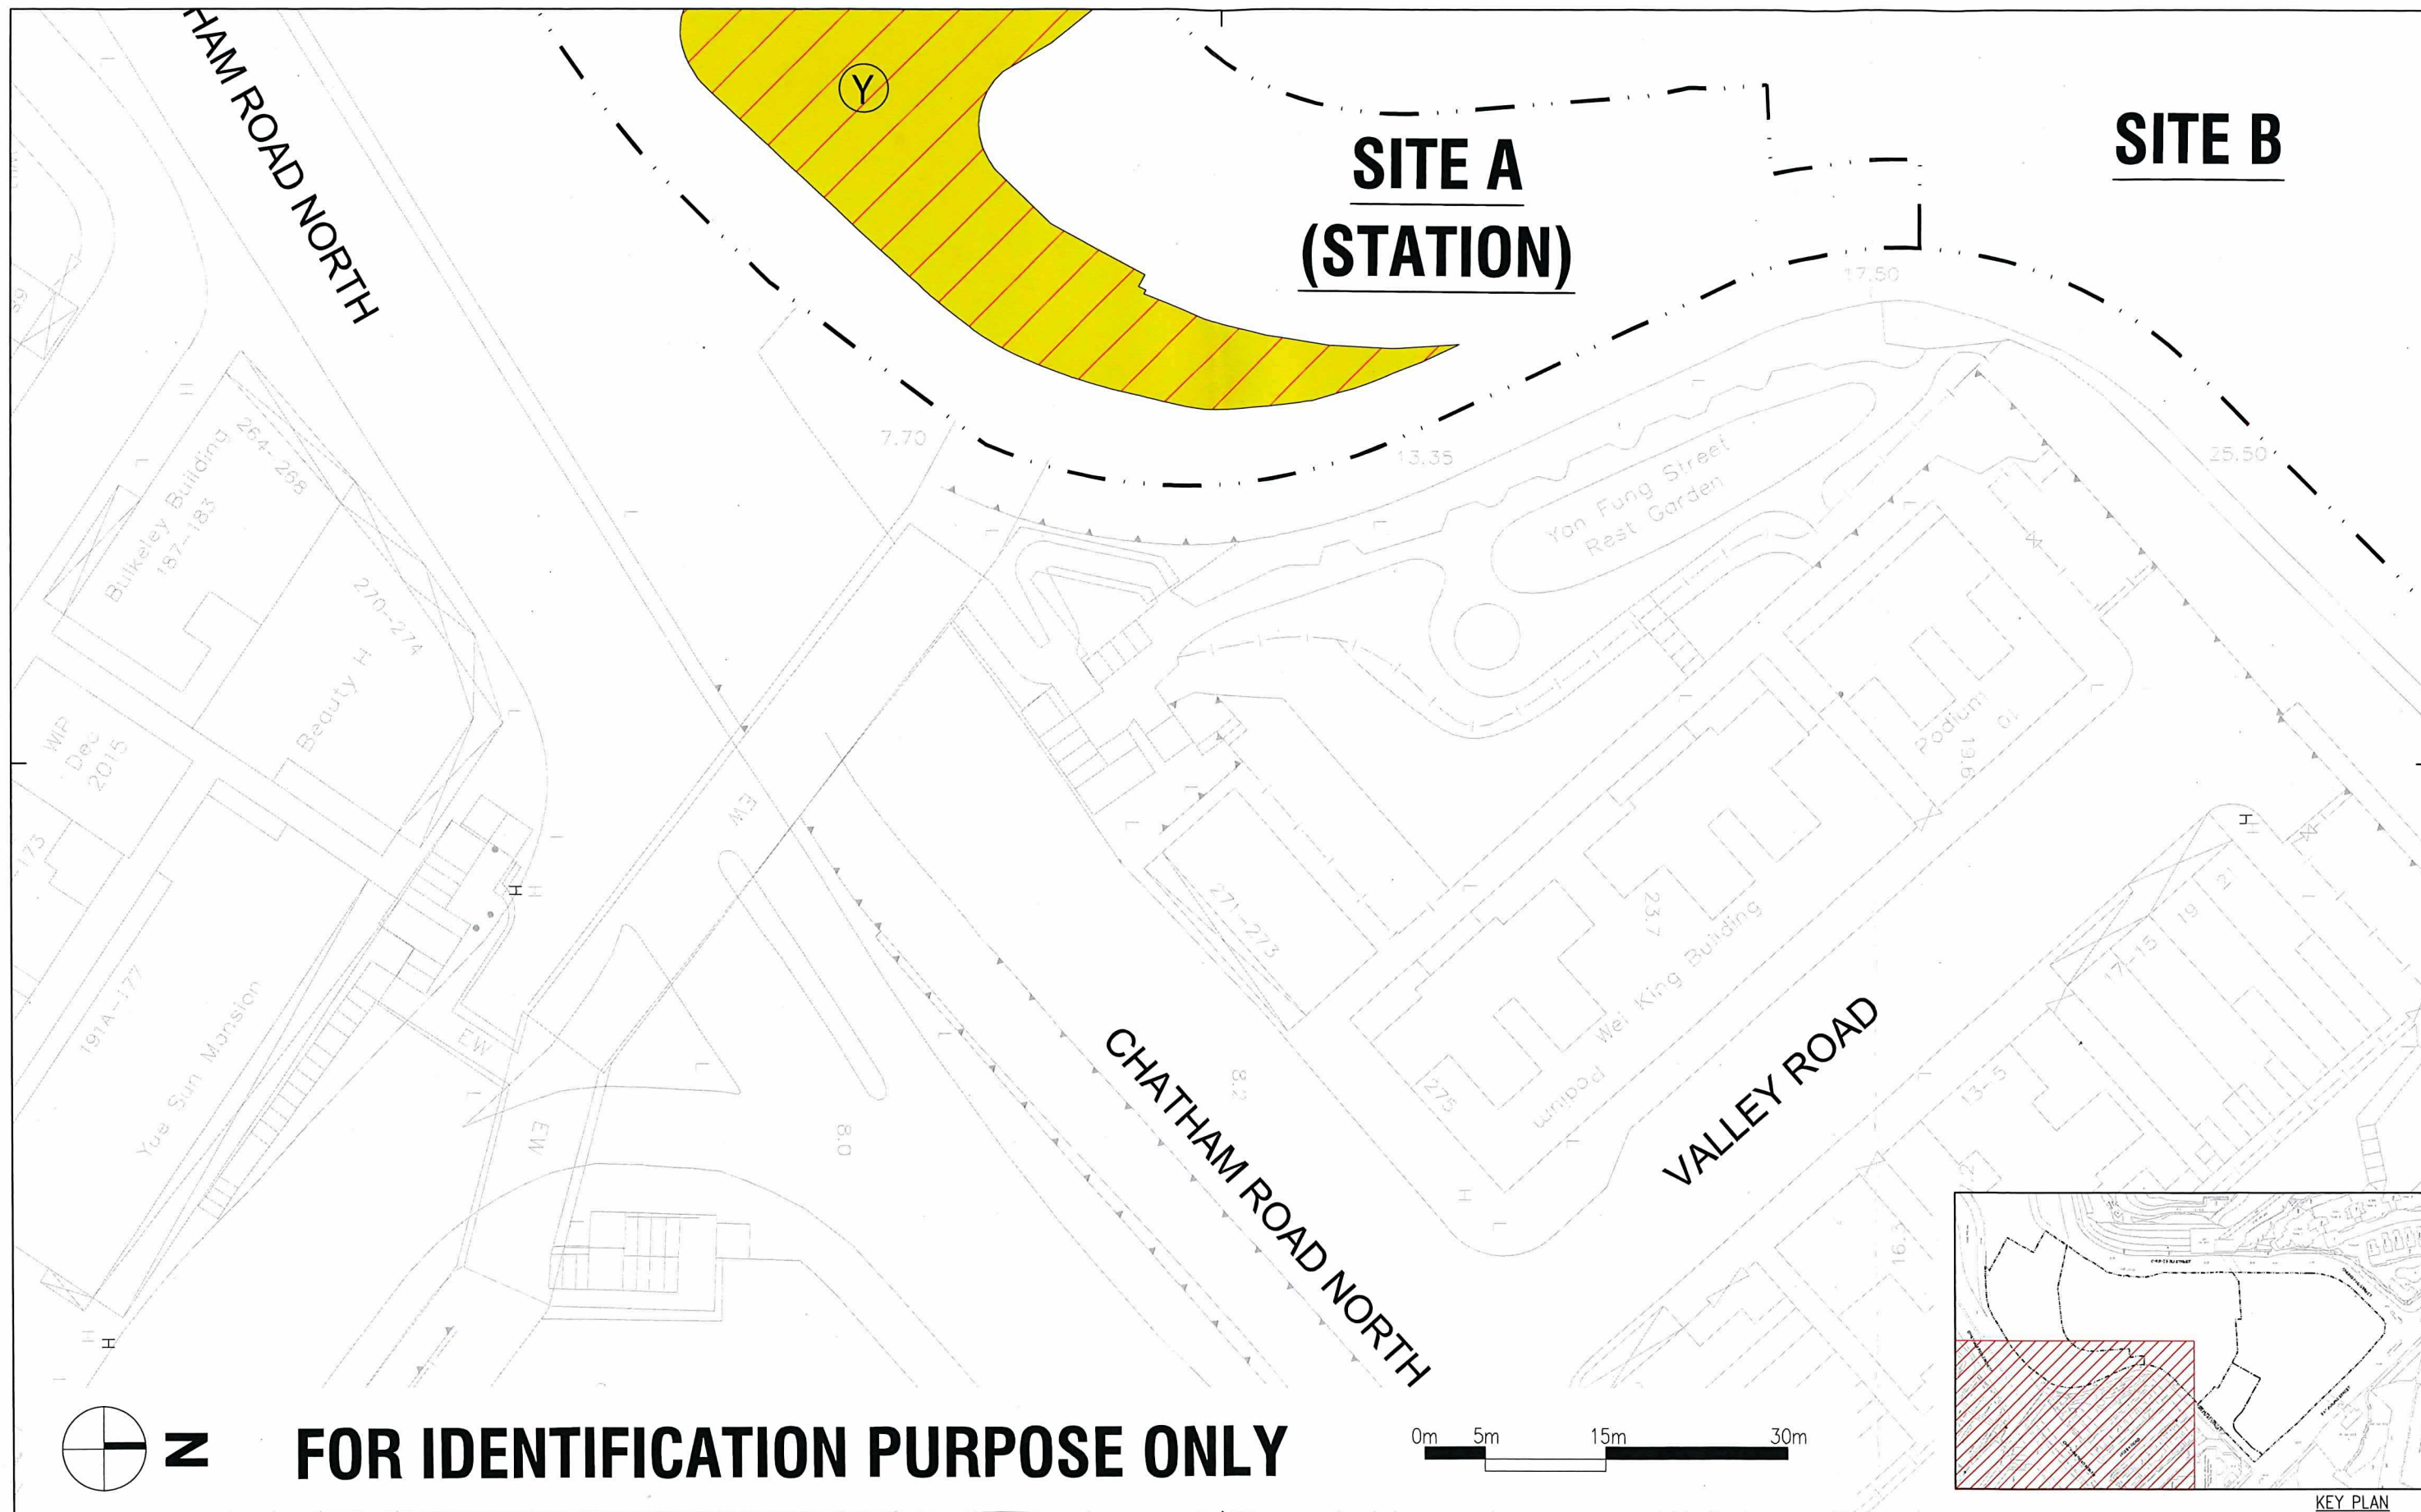 HAM ROAD NORTH
Y
SITE A
(STATION)
SITE B
17.50
7.70
13.35
25.50
Yan Fung Street
Rest Garden
Bulkeley Building
187-183
264-268
270-274
Beauty H
WIP
Dec
2015
-173
191A-177
Yue Sun Mansion
EW
EW
EW
8.0
8.2
271-273
275
23.7
Wei King Building
Podium
Podium
19.6
01
21
19
17-15
13-5
16.3
CHATHAM ROAD NORTH
VALLEY ROAD
N
FOR IDENTIFICATION PURPOSE ONLY
0m 5m 15m 30m
KEY PLAN